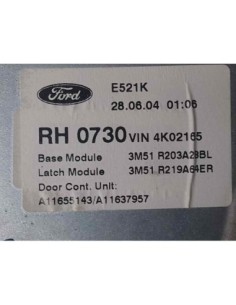 Ford
E521K
28.06.04 01:06
RH 0730 VIN 4K02165
Base Module 3M51 R203A29BL
Latch Module 3M51 R219A64ER
Door Cont. Unit:
A11655143/A11637957